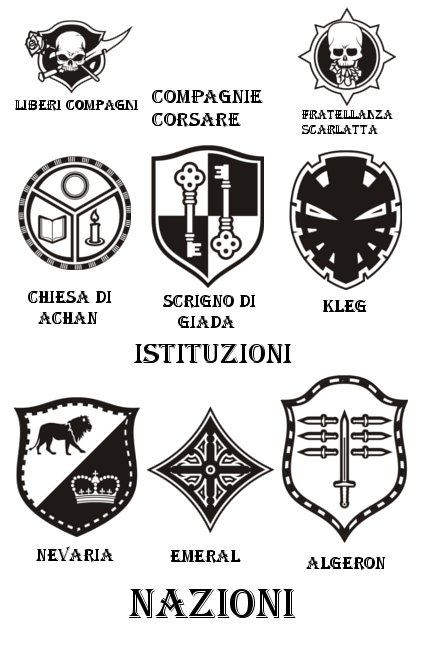 LIBERI COMPAGNI
COMPAGNIE
CORSARE
FRATELLANZA
SCARLATTA
CHIESA DI
ACHAN
SCRIGNO DI
GIADA
KLEG
ISTITUZIONI
NEVARIA
EMERAL
ALGERON
NAZIONI